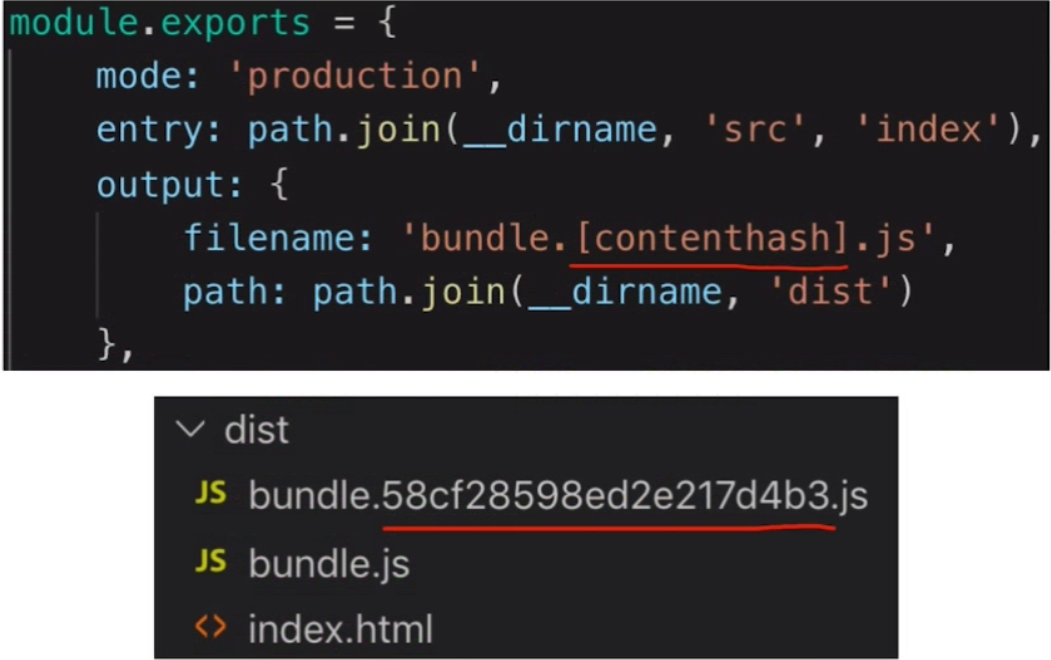 module.exports = {
mode: 'production',
entry: path.join(__dirname, 'src', 'index'),
output: {
filename: 'bundle.[contenthash].js',
path: path.join(__dirname, 'dist')
},
dist
JS bundle.58cf28598ed2e217d4b3.js
JS bundle.js
<> index.html